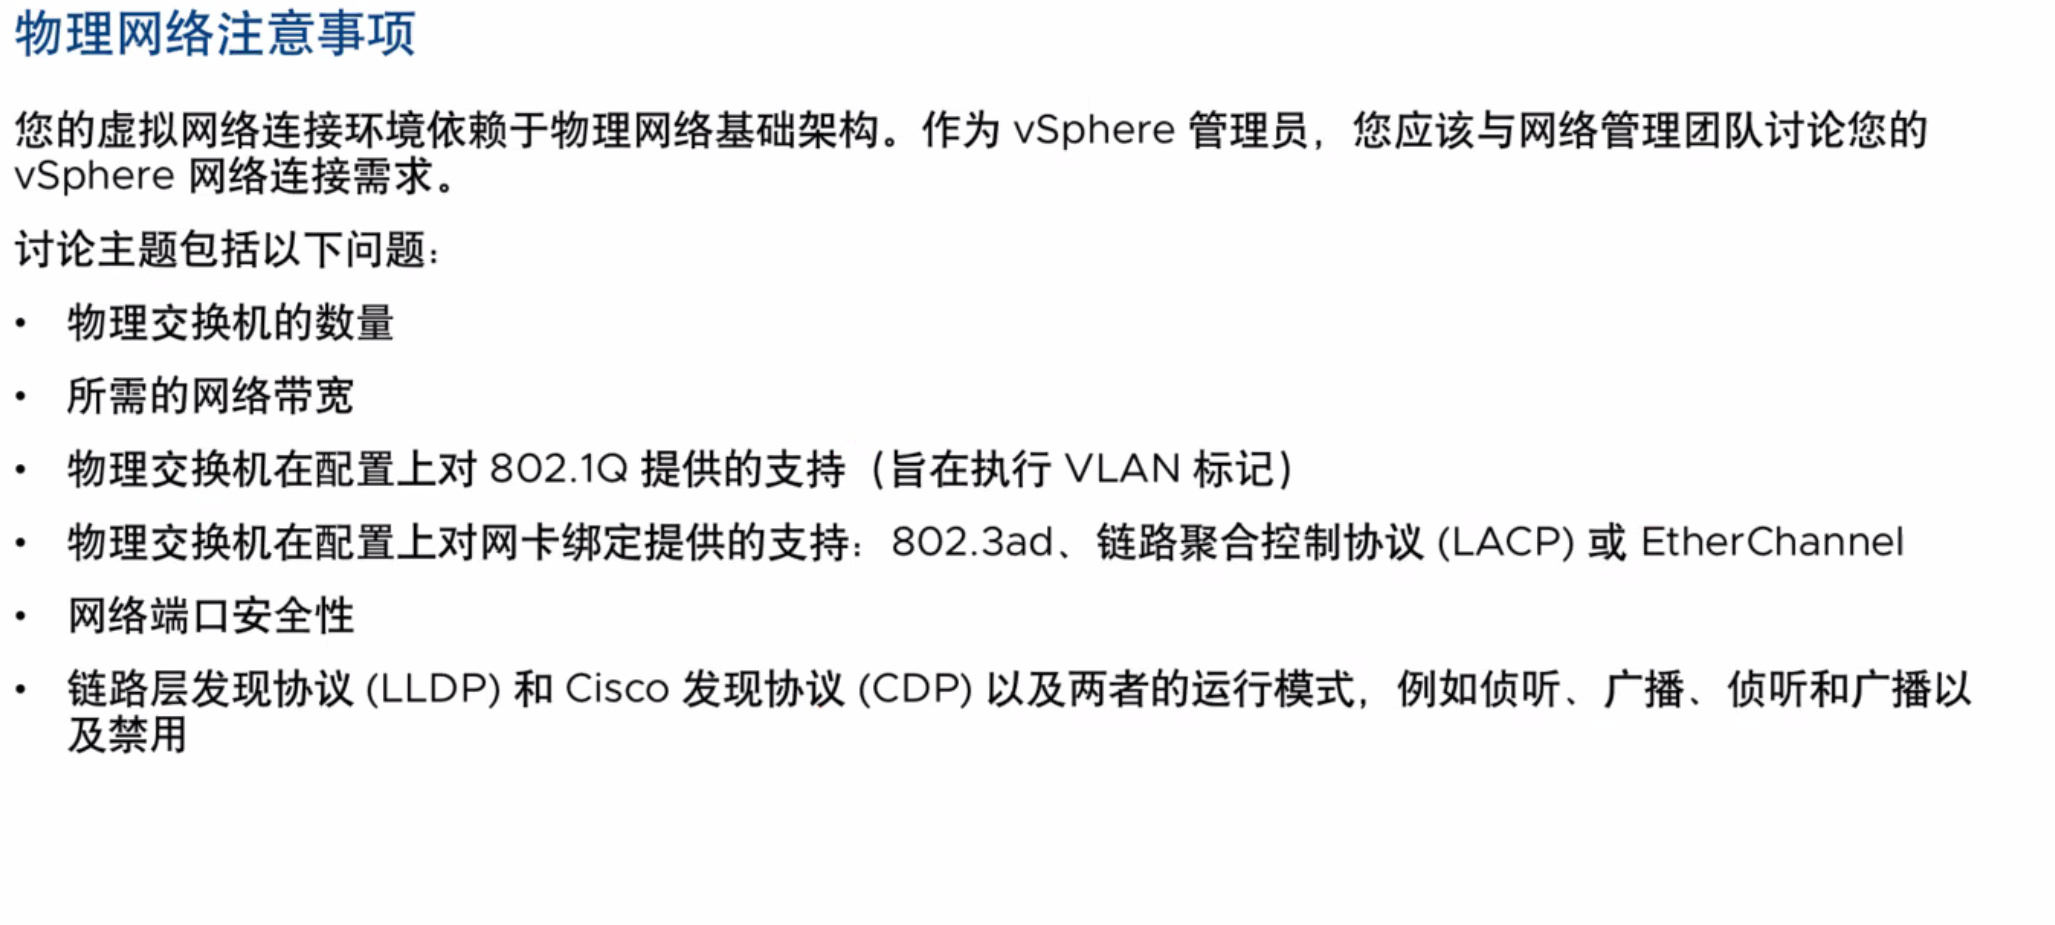 物理网络注意事项
您的虚拟网络连接环境依赖于物理网络基础架构。作为 vSphere 管理员，您应该与网络管理团队讨论您的
vSphere 网络连接需求。
讨论主题包括以下问题：
• 物理交换机的数量
• 所需的网络带宽
• 物理交换机在配置上对 802.1Q 提供的支持（旨在执行 VLAN 标记）
• 物理交换机在配置上对网卡绑定提供的支持：802.3ad、链路聚合控制协议 (LACP) 或 EtherChannel
• 网络端口安全性
• 链路层发现协议 (LLDP) 和 Cisco 发现协议 (CDP) 以及两者的运行模式，例如侦听、广播、侦听和广播以
及禁用